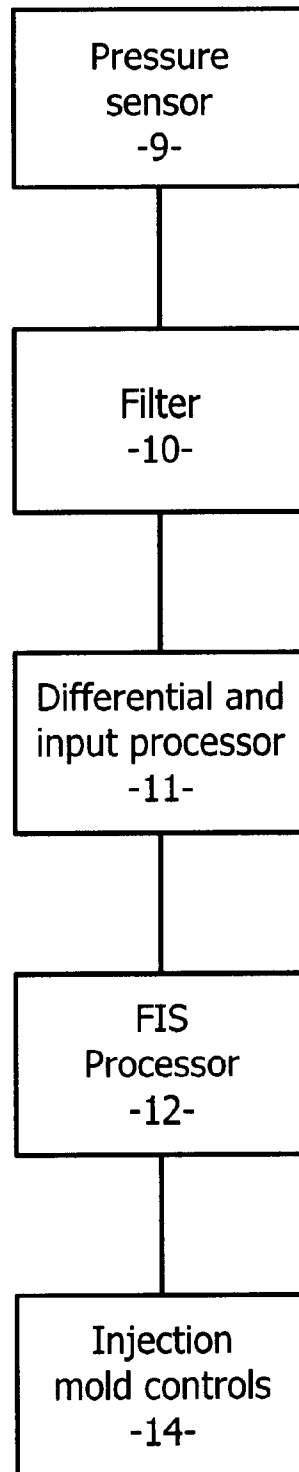 Pressure
sensor
-9-
Filter
-10-
Differential and
input processor
-11-
FIS
Processor
-12-
Injection
mold controls
-14-